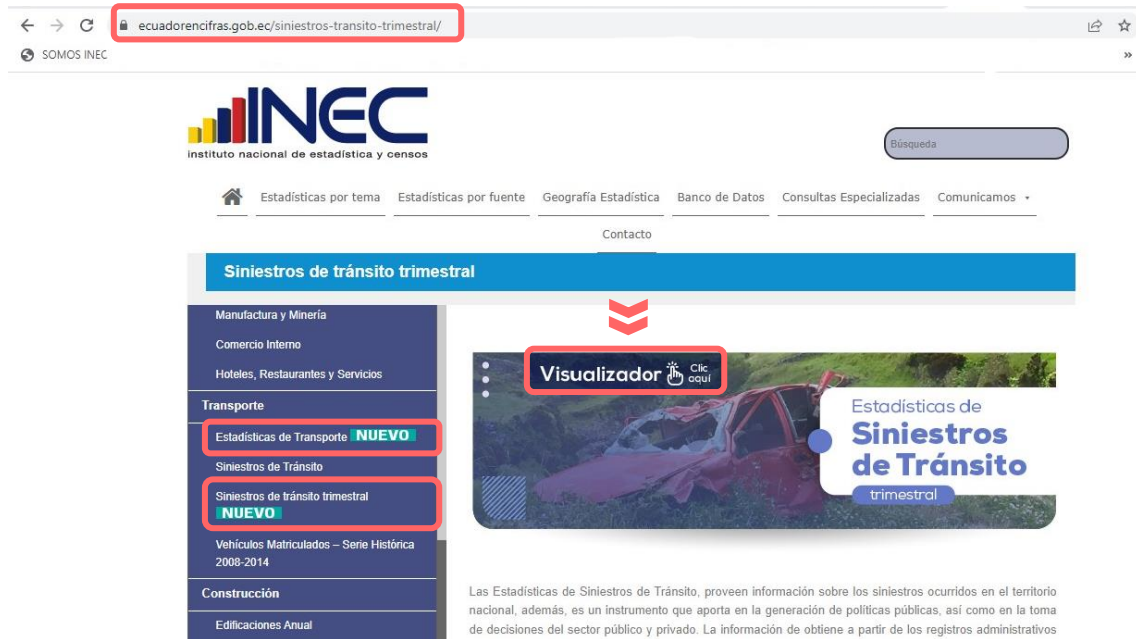 ecuadorencifras.gob.ec/siniestros-transito-trimestral/
SOMOS INEC
»
INEC
instituto nacional de estadística y censos
Búsqueda
Estadísticas por tema Estadísticas por fuente Geografía Estadística Banco de Datos Consultas Especializadas Comunicamos
Contacto
Siniestros de tránsito trimestral
Manufactura y Minería
Comercio Interno
Hoteles, Restaurantes y Servicios
Transporte
Estadísticas de Transporte NUEVO
Siniestros de Tránsito
Siniestros de tránsito trimestral
NUEVO
Vehículos Matriculados – Serie Histórica
2008-2014
Construcción
Edificaciones Anual
Visualizador Clic
aquí
Estadísticas de
Siniestros
de Tránsito
trimestral
Las Estadísticas de Siniestros de Tránsito, proveen información sobre los siniestros ocurridos en el territorio
nacional, además, es un instrumento que aporta en la generación de políticas públicas, así como en la toma
de decisiones del sector público y privado. La información de obtiene a partir de los registros administrativos